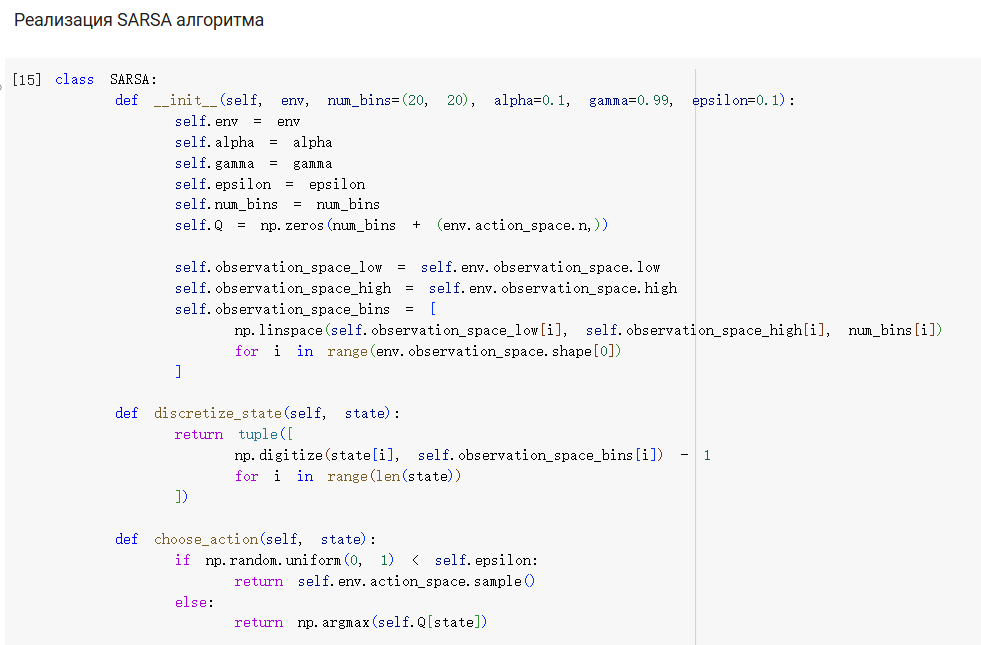 Реализация SARSA алгоритма
[15] class SARSA:
def __init__(self, env, num_bins=(20, 20), alpha=0.1, gamma=0.99, epsilon=0.1):
self.env = env
self.alpha = alpha
self.gamma = gamma
self.epsilon = epsilon
self.num_bins = num_bins
self.Q = np.zeros(num_bins + (env.action_space.n,))
self.observation_space_low = self.env.observation_space.low
self.observation_space_high = self.env.observation_space.high
self.observation_space_bins = [
np.linspace(self.observation_space_low[i], self.observation_space_high[i], num_bins[i])
for i in range(env.observation_space.shape[0])
]
def discretize_state(self, state):
return tuple([
np.digitize(state[i], self.observation_space_bins[i]) - 1
for i in range(len(state))
])
def choose_action(self, state):
if np.random.uniform(0, 1) < self.epsilon:
return self.env.action_space.sample()
else:
return np.argmax(self.Q[state])